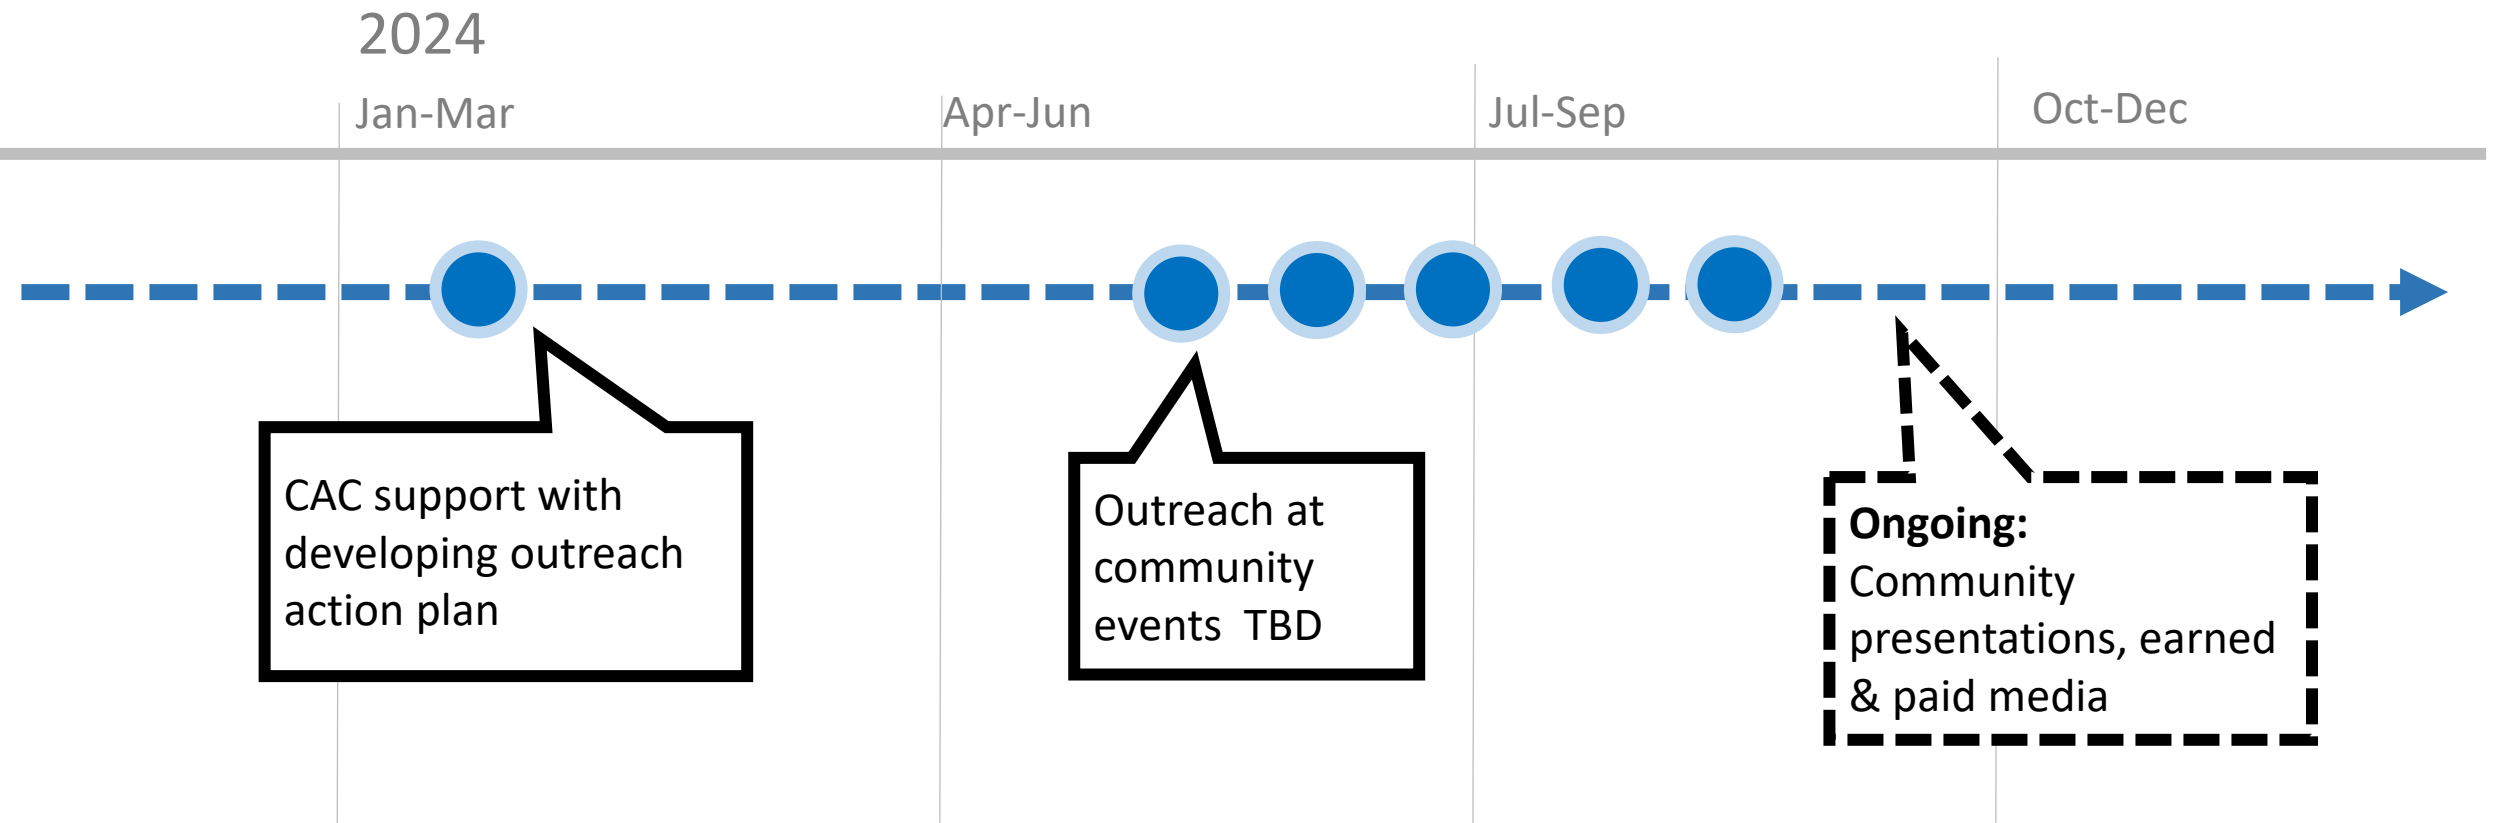 2024
Jan-Mar
Apr-Jun
Jul-Sep
Oct-Dec
CAC support with
developing outreach
action plan
Outreach at
community
events  TBD
Ongoing:
Community
presentations, earned
& paid media